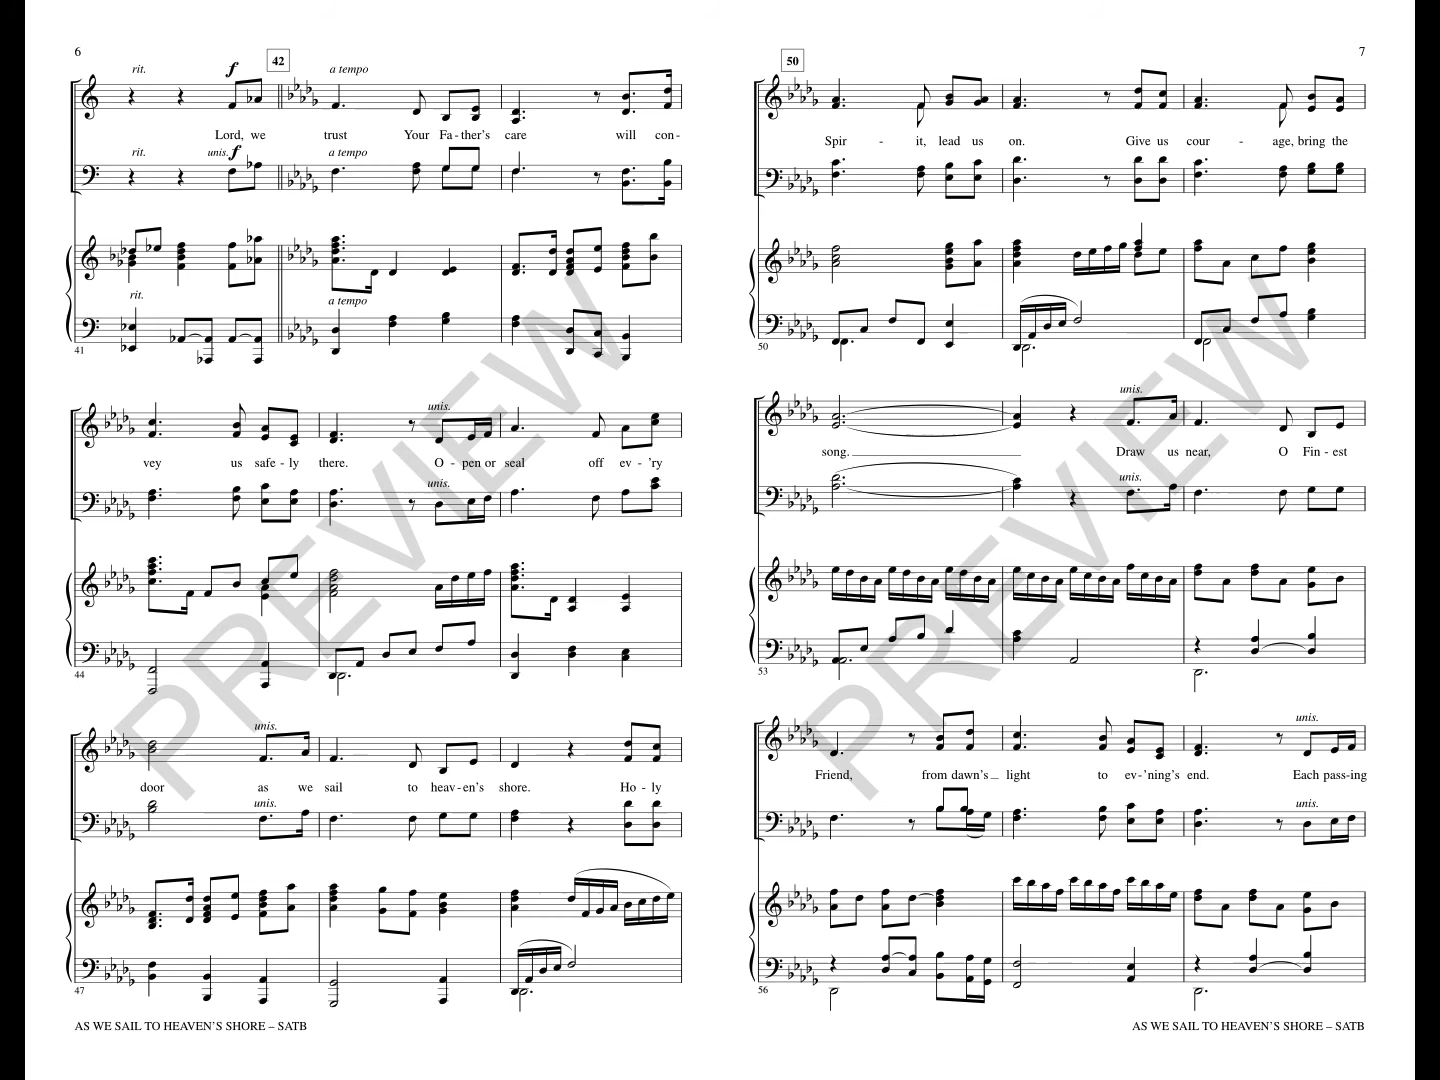 6
rit. f 42 a tempo
Lord, we trust Your Fa - ther's care will con -
rit. unis. f a tempo
rit. a tempo
41
vey us safe - ly there. O - pen or seal off ev - 'ry
unis.
unis.
44
unis.
door as we sail to heav - en's shore. Ho - ly
unis.
47
AS WE SAIL TO HEAVEN'S SHORE – SATB
7
50
Spir - it, lead us on. Give us cour - age, bring the
50
unis.
song. Draw us near, O Fin - est
unis.
53
unis.
Friend, from dawn's light to ev - 'ning's end. Each pass - ing
unis.
56
AS WE SAIL TO HEAVEN'S SHORE – SATB
PREVIEW
PREVIEW